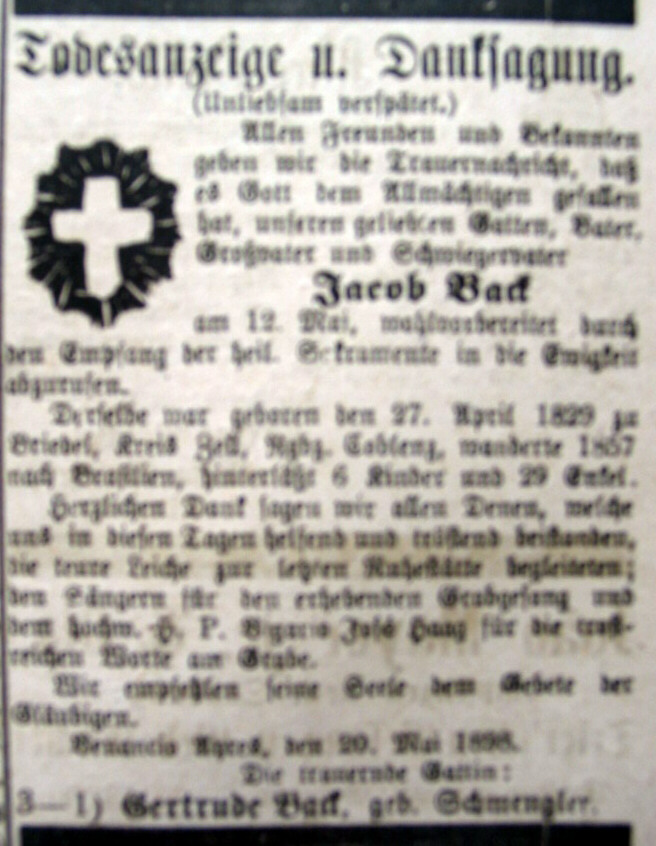 Todesanzeige u. Danksagung.
(Unliebsam verspätet.)
Allen Freunden und Bekannten
geben wir die Trauernachricht, daß
es Gott dem Allmächtigen gefallen
hat, unseren geliebten Gatten, Vater,
Großvater und Schwiegervater
Jacob Back
am 12. Mai, wohlvorbereitet durch
den Empfang der heil. Sakramente in die Ewigkeit
abzurufen.
Derselbe war geboren den 27. April 1829 zu
Briedel, Kreis Zell, Rgbz. Coblenz, wanderte 1857
nach Brasilien, hinterläßt 6 Kinder und 29 Enkel.
Herzlichen Dank sagen wir allen Denen, welche
uns in diesen Tagen helfend und tröstend beistanden,
die teure Leiche zur letzten Ruhestätte begleiteten;
den Sängern für den erhebenden Grabgesang und
dem hochw. H. P. Vigario José Haag für die trost-
reichen Worte am Grabe.
Wir empfehlen seine Seele dem Gebete der
Gläubigen.
Venancio Ayres, den 20. Mai 1898.
Die trauernde Gattin:
3—1) Gertrude Back, geb. Schmengler.